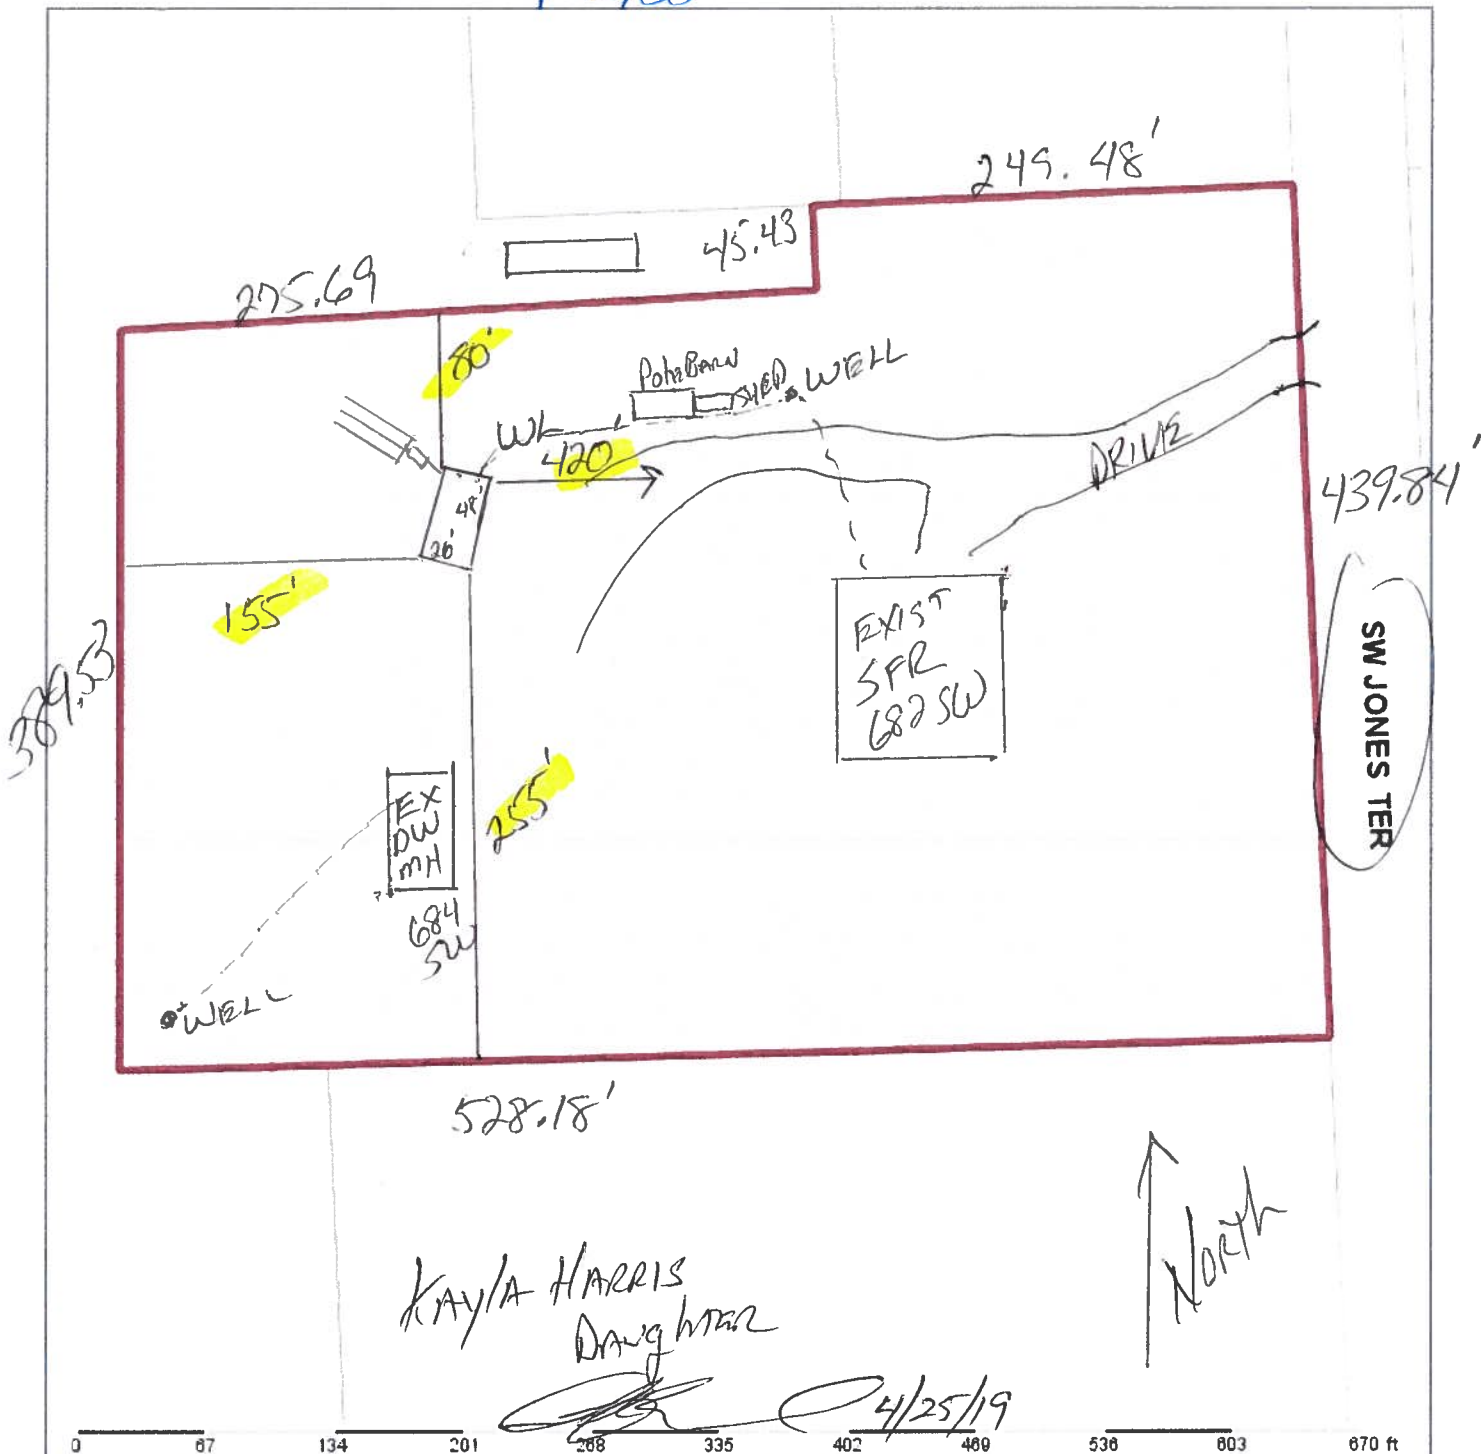 249.48'
45.43
275.69
80'
Pole BARN
SHED
WELL
WL
420
DRIVE
48'
26'
439.84'
155'
EXIST
SFR
682 SW
SW JONES TER
389.53
255'
EX
DW
MH
684
SW
WELL
528.18'
North
KAYLA HARRIS
DAUGHTER
4/25/19
0 67 134 201 268 335 402 469 536 603 670 ft